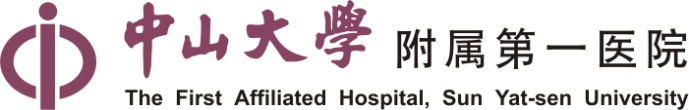 中山大學 附属第一医院
The First Affiliated Hospital, Sun Yat-sen University